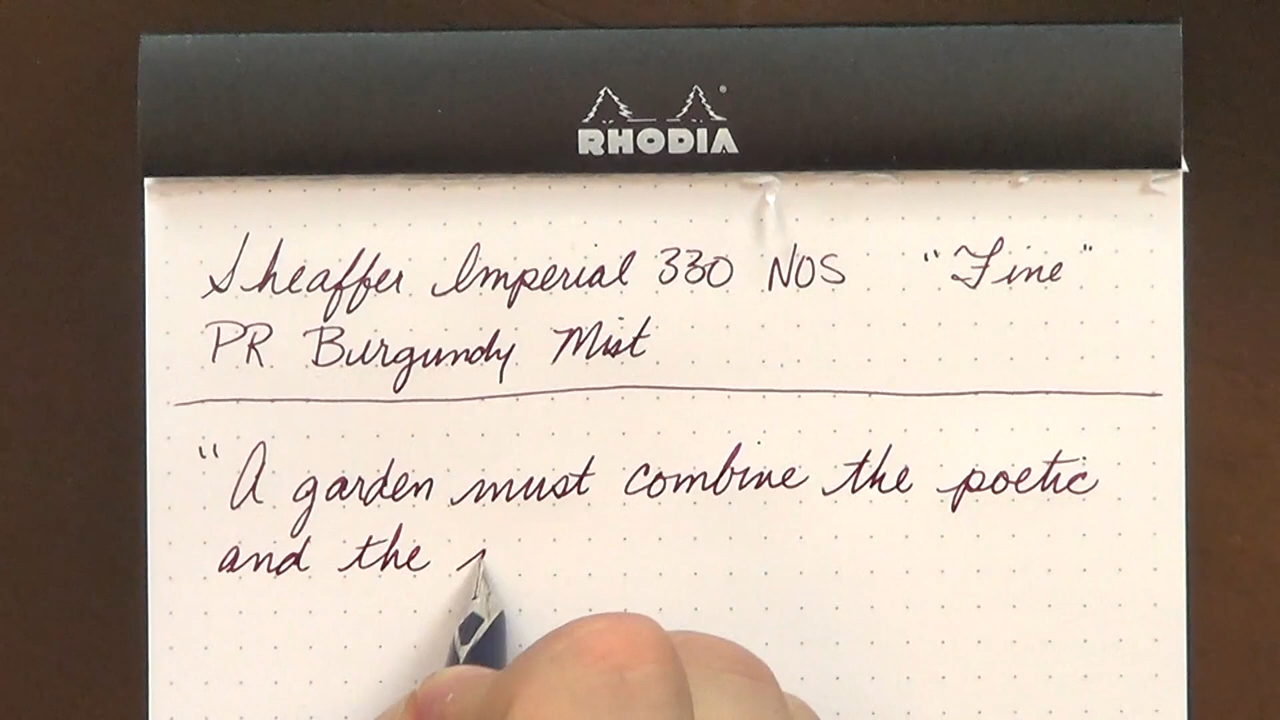 RHODIA
Sheaffer Imperial 330 NOS "Fine"
PR Burgundy Mist
"A garden must combine the poetic
and the